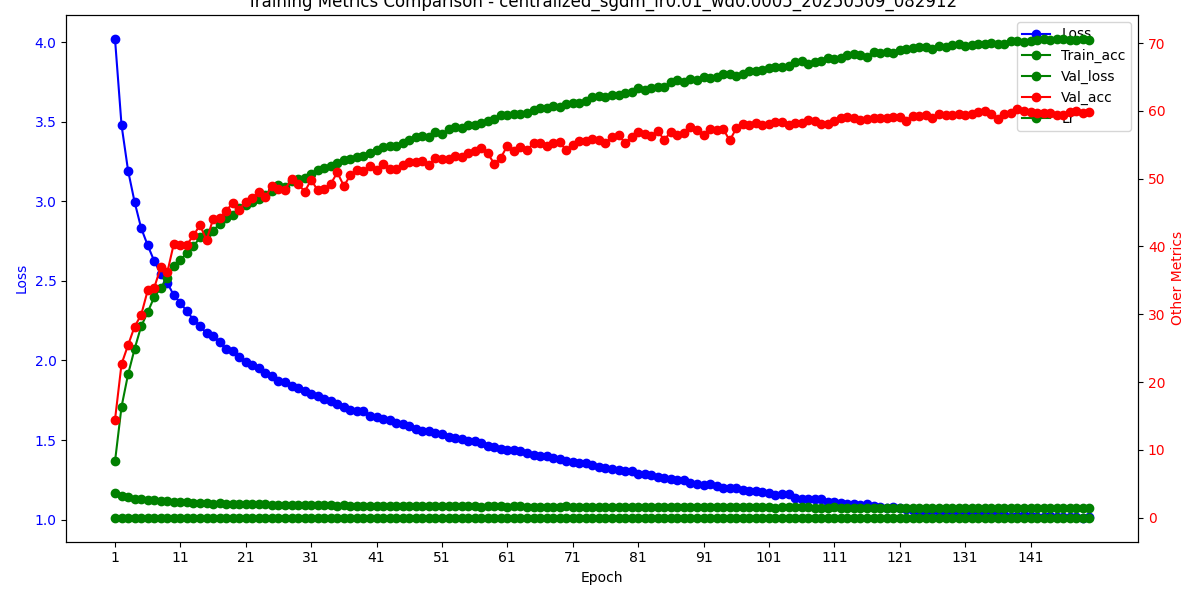 Training Metrics Comparison - centralized_sgdm_lr0.01_wd0.0005_20250509_082912
4.0
3.5
3.0
2.5
2.0
1.5
1.0
Loss
Loss
Train_acc
Val_loss
Val_acc
70
60
50
40
30
20
10
0
Other Metrics
1 11 21 31 41 51 61 71 81 91 101 111 121 131 141
Epoch